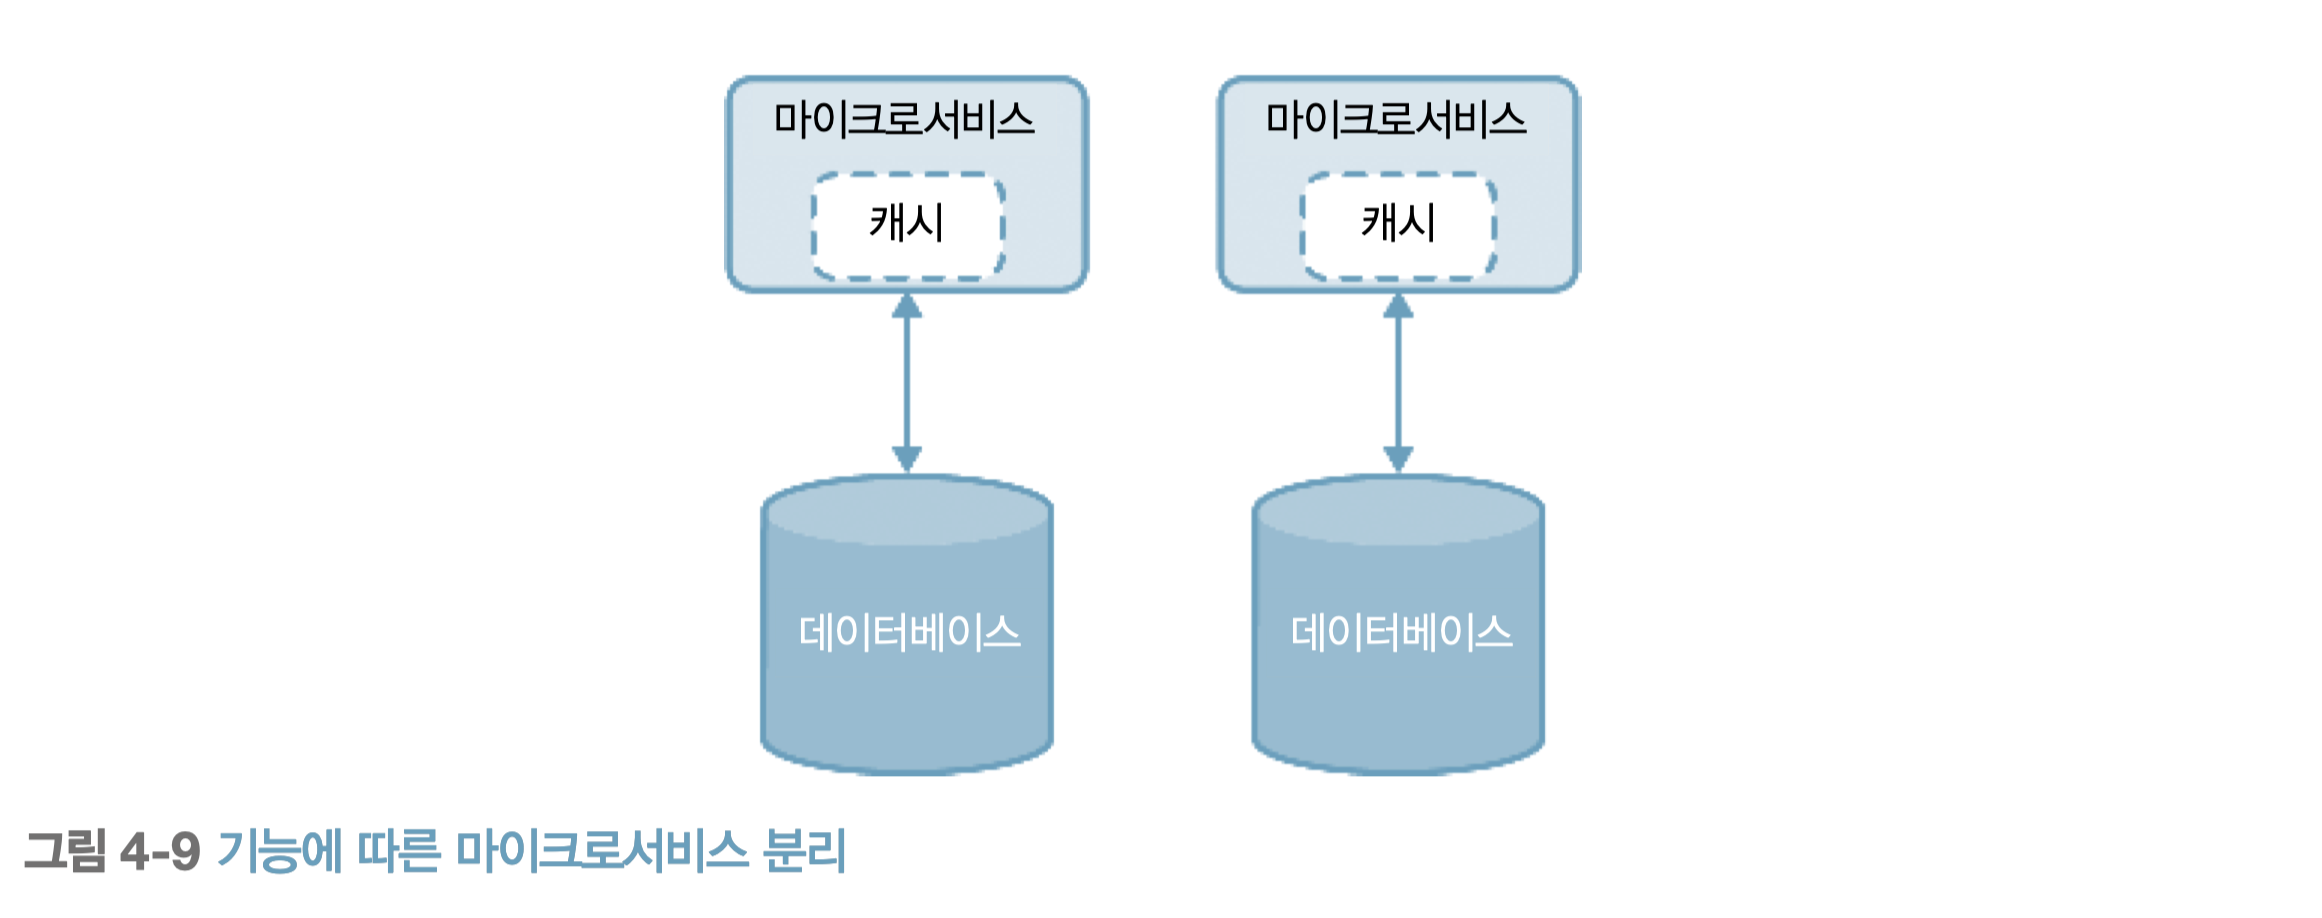 마이크로서비스 마이크로서비스
캐시 캐시
데이터베이스 데이터베이스
그림 4-9 기능에 따른 마이크로서비스 분리